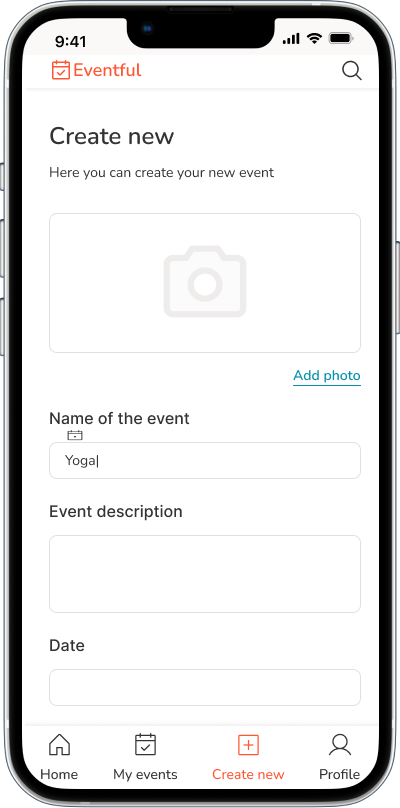 9:41
Eventful
Create new
Here you can create your new event
Add photo
Name of the event
Yoga
Event description
Date
Home
My events
Create new
Profile